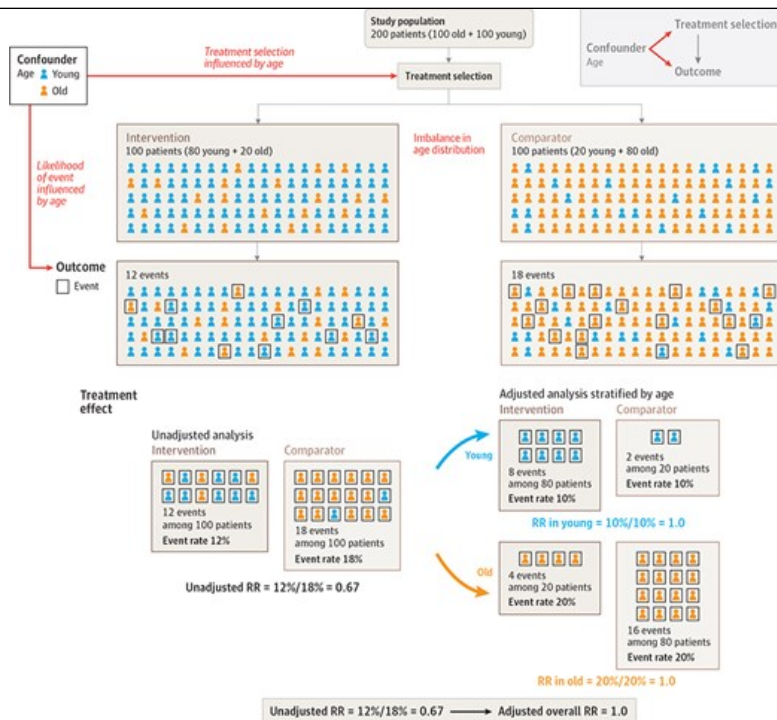 Study population
200 patients (100 old + 100 young)
Treatment selection
Confounder
Age
Outcome
Confounder
Age Young
Old
Treatment selection
influenced by age
Treatment selection
Likelihood
of event
influenced
by age
Intervention
100 patients (80 young + 20 old)
Imbalance in
age distribution
Comparator
100 patients (20 young + 80 old)
Outcome
Event
12 events
18 events
Treatment
effect
Unadjusted analysis
Intervention
Comparator
12 events
among 100 patients
Event rate 12%
18 events
among 100 patients
Event rate 18%
Unadjusted RR = 12%/18% = 0.67
Adjusted analysis stratified by age
Intervention
Comparator
Young
8 events
among 80 patients
Event rate 10%
2 events
among 20 patients
Event rate 10%
RR in young = 10%/10% = 1.0
Old
4 events
among 20 patients
Event rate 20%
16 events
among 80 patients
Event rate 20%
RR in old = 20%/20% = 1.0
Unadjusted RR = 12%/18% = 0.67 Adjusted overall RR = 1.0